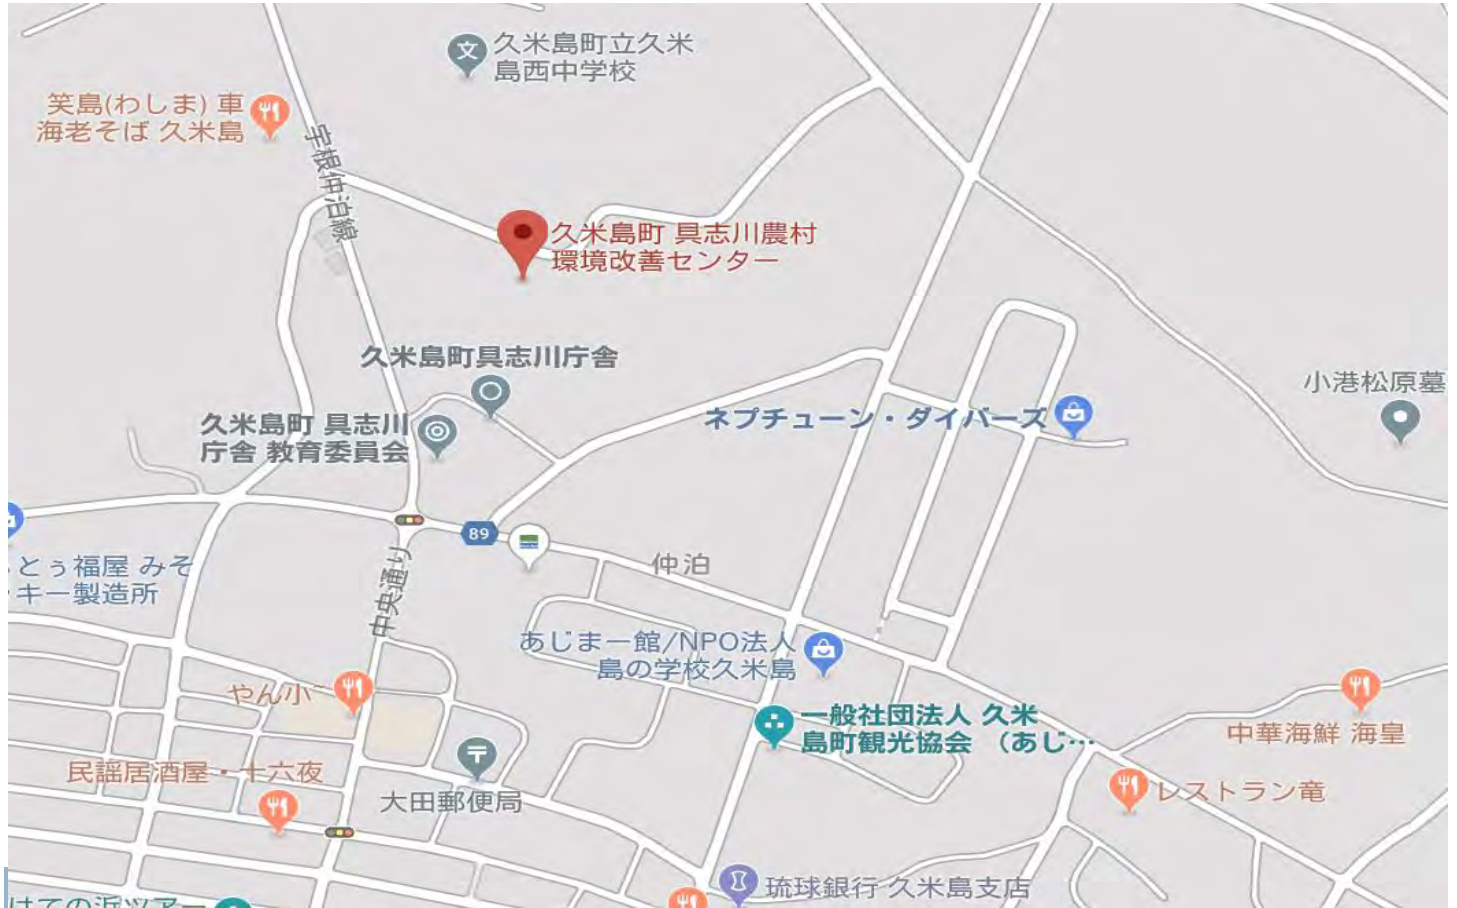 久米島町立久米
島西中学校
笑島(わしま) 車
海老そば 久米島
宇根仲泊線
久米島町 具志川農村
環境改善センター
久米島町具志川庁舎
久米島町 具志川
庁舎 教育委員会
ネプチューン・ダイバーズ
小港松原墓
89
仲泊
とぅ福屋 みそ
キー製造所
中央通り
あじまー館/NPO法人
島の学校久米島
やん小~
一般社団法人 久米
島町観光協会 （あじ…
中華海鮮 海皇
民謡居酒屋・十六夜
大田郵便局
レストラン竜
琉球銀行 久米島支店
はての浜ツアー